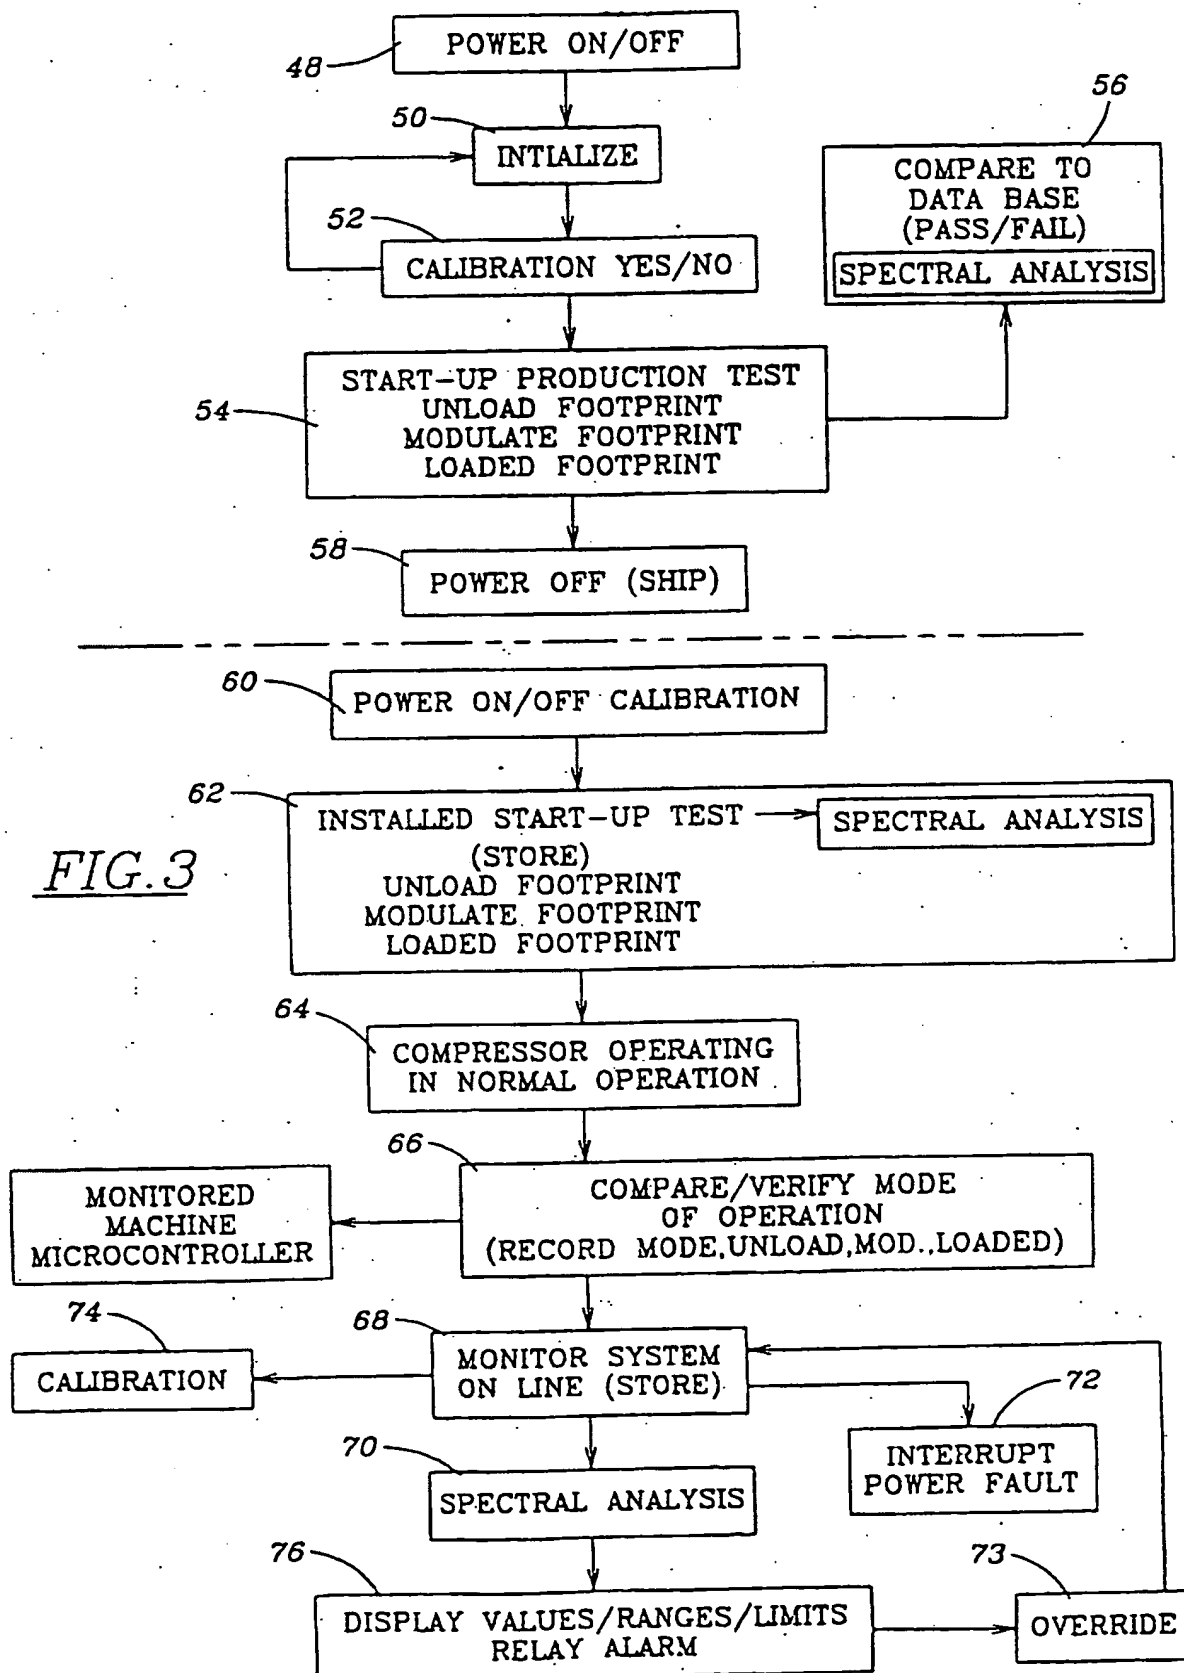 48
POWER ON/OFF
50
INTIALIZE
52
CALIBRATION YES/NO
56
COMPARE TO
DATA BASE
(PASS/FAIL)
SPECTRAL ANALYSIS
54
START-UP PRODUCTION TEST
UNLOAD FOOTPRINT
MODULATE FOOTPRINT
LOADED FOOTPRINT
58
POWER OFF (SHIP)
60
POWER ON/OFF CALIBRATION
62
INSTALLED START-UP TEST
(STORE)
UNLOAD FOOTPRINT
MODULATE FOOTPRINT
LOADED FOOTPRINT
SPECTRAL ANALYSIS
FIG.3
64
COMPRESSOR OPERATING
IN NORMAL OPERATION
66
COMPARE/VERIFY MODE
OF OPERATION
(RECORD MODE,UNLOAD,MOD.,LOADED)
MONITORED
MACHINE
MICROCONTROLLER
68
MONITOR SYSTEM
ON LINE (STORE)
74
CALIBRATION
72
INTERRUPT
POWER FAULT
70
SPECTRAL ANALYSIS
76
DISPLAY VALUES/RANGES/LIMITS
RELAY ALARM
73
OVERRIDE